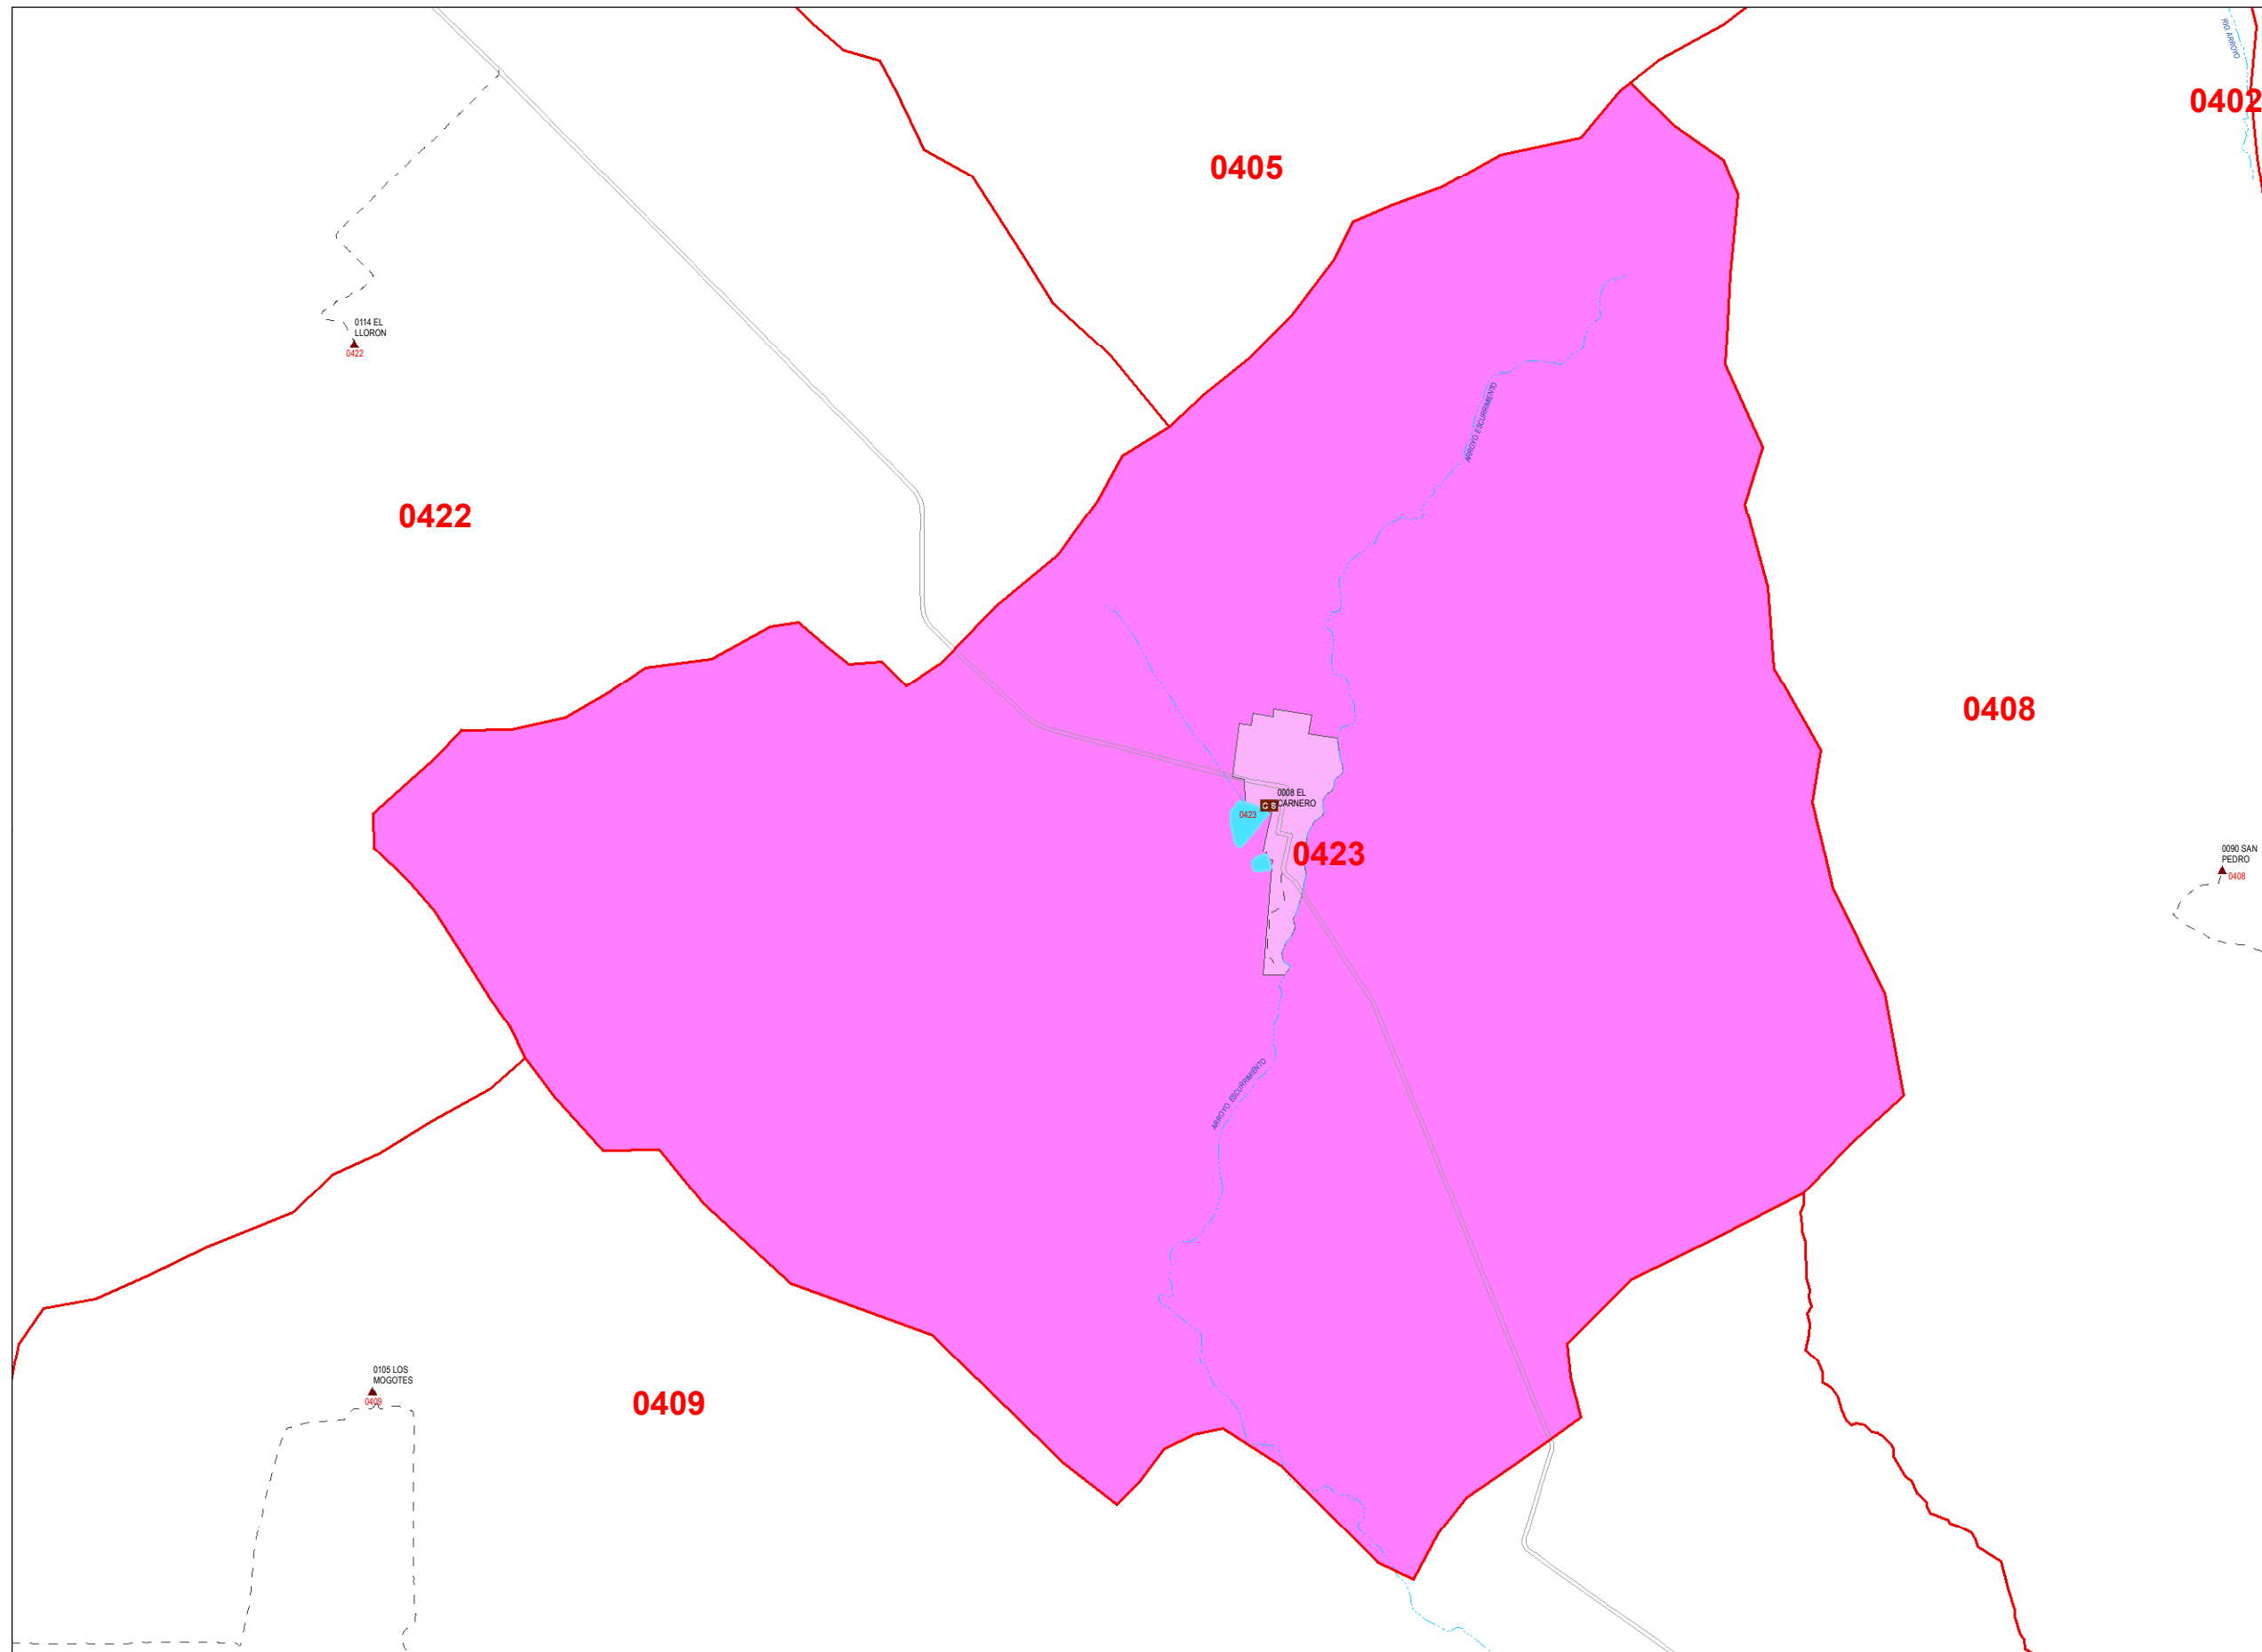 RIO ARROYO
0402
0405
0114 EL
LLORON
0422
ARROYO ESCURRIMIENTO
0422
0408
0008 EL
CARNERO
C S
0423
0423
0090 SAN
PEDRO
0408
ARROYO ESCURRIMIENTO
0105 LOS
MOGOTES
0409
0409